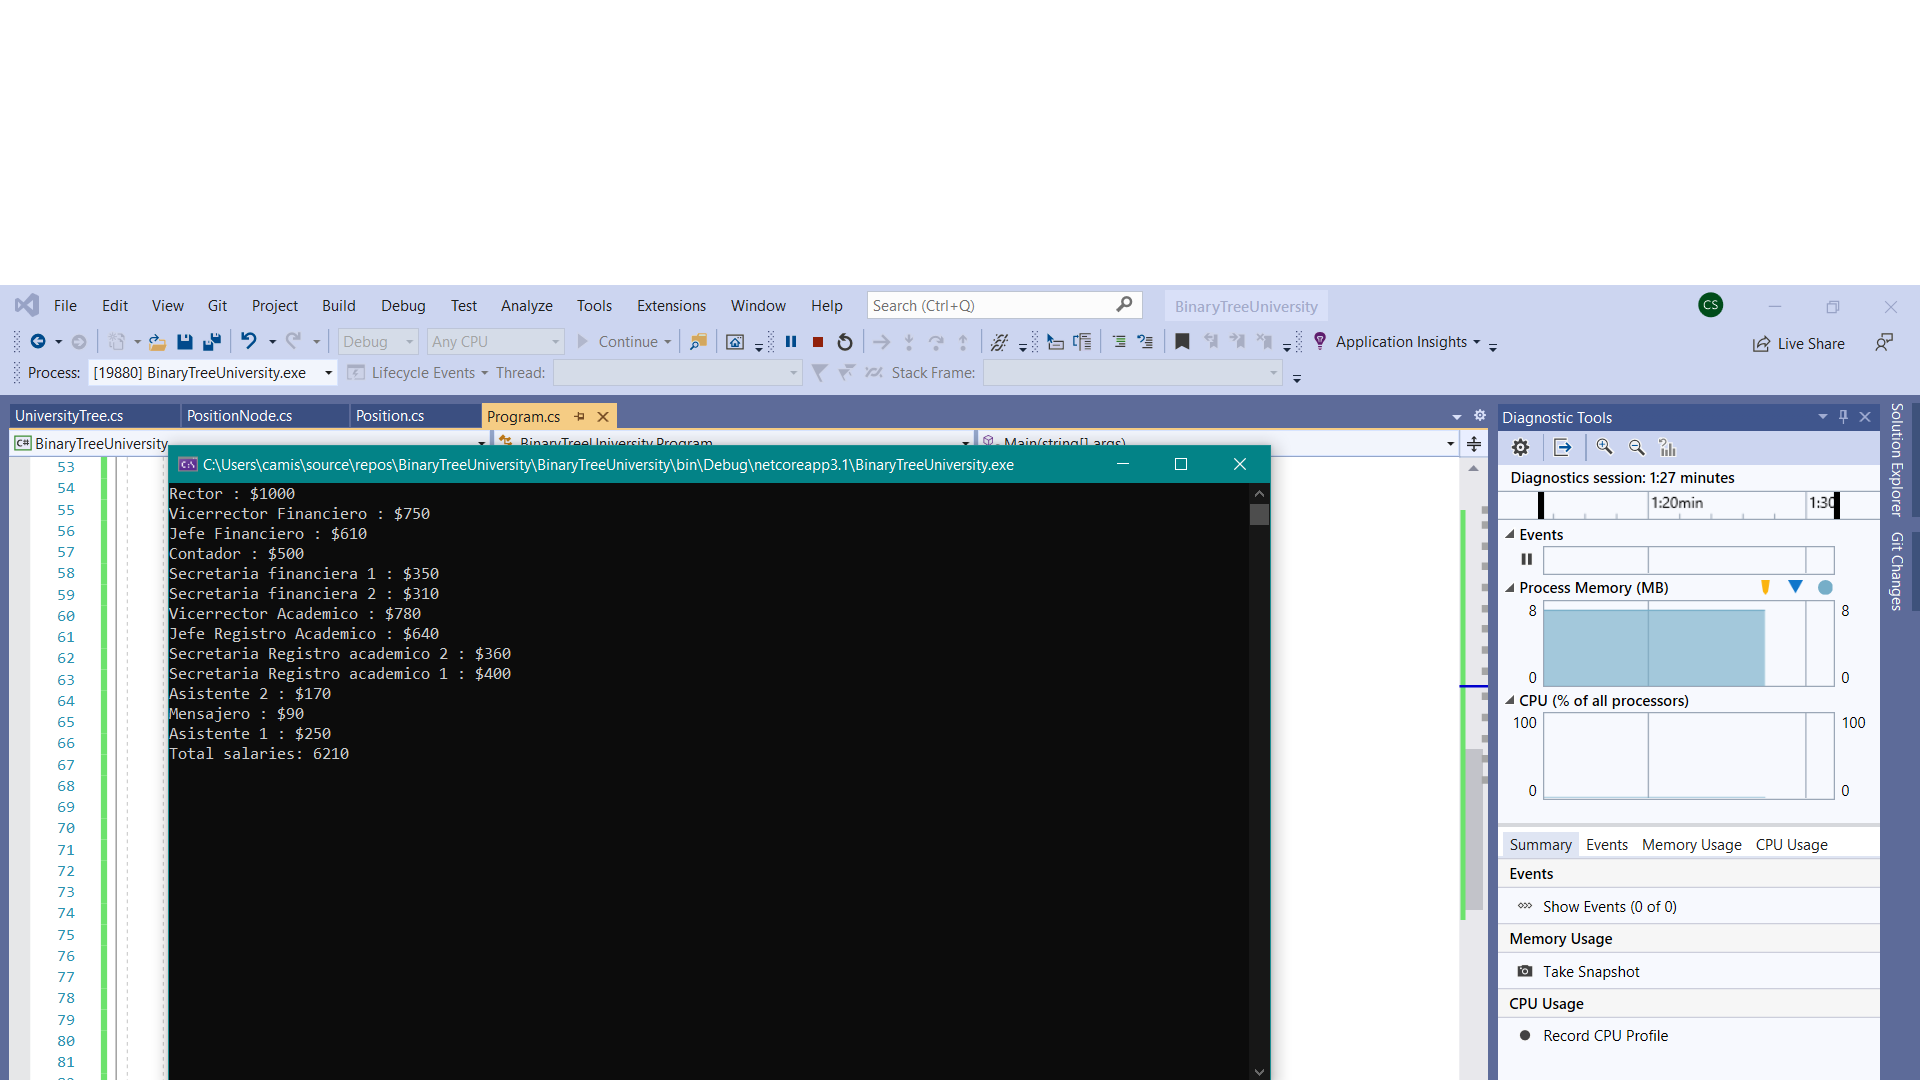 File Edit View Git Project Build Debug Test Analyze Tools Extensions Window Help Search (Ctrl+Q) BinaryTreeUniversity CS
Debug Any CPU Continue Application Insights Live Share
Process: [19880] BinaryTreeUniversity.exe Lifecycle Events Thread: Stack Frame:
UniversityTree.cs PositionNode.cs Position.cs Program.cs
C# BinaryTreeUniversity BinaryTreeUniversity.Program Main(string[] args)
C:\Users\camis\source\repos\BinaryTreeUniversity\BinaryTreeUniversity\bin\Debug\netcoreapp3.1\BinaryTreeUniversity.exe
Rector : $1000
Vicerrector Financiero : $750
Jefe Financiero : $610
Contador : $500
Secretaria financiera 1 : $350
Secretaria financiera 2 : $310
Vicerrector Academico : $780
Jefe Registro Academico : $640
Secretaria Registro academico 2 : $360
Secretaria Registro academico 1 : $400
Asistente 2 : $170
Mensajero : $90
Asistente 1 : $250
Total salaries: 6210
53
54
55
56
57
58
59
60
61
62
63
64
65
66
67
68
69
70
71
72
73
74
75
76
77
78
79
80
81
Diagnostic Tools
Diagnostics session: 1:27 minutes
1:20min 1:30
Events
Process Memory (MB)
8 8
0 0
CPU (% of all processors)
100 100
0 0
Summary Events Memory Usage CPU Usage
Events
Show Events (0 of 0)
Memory Usage
Take Snapshot
CPU Usage
Record CPU Profile
Solution Explorer
Git Changes